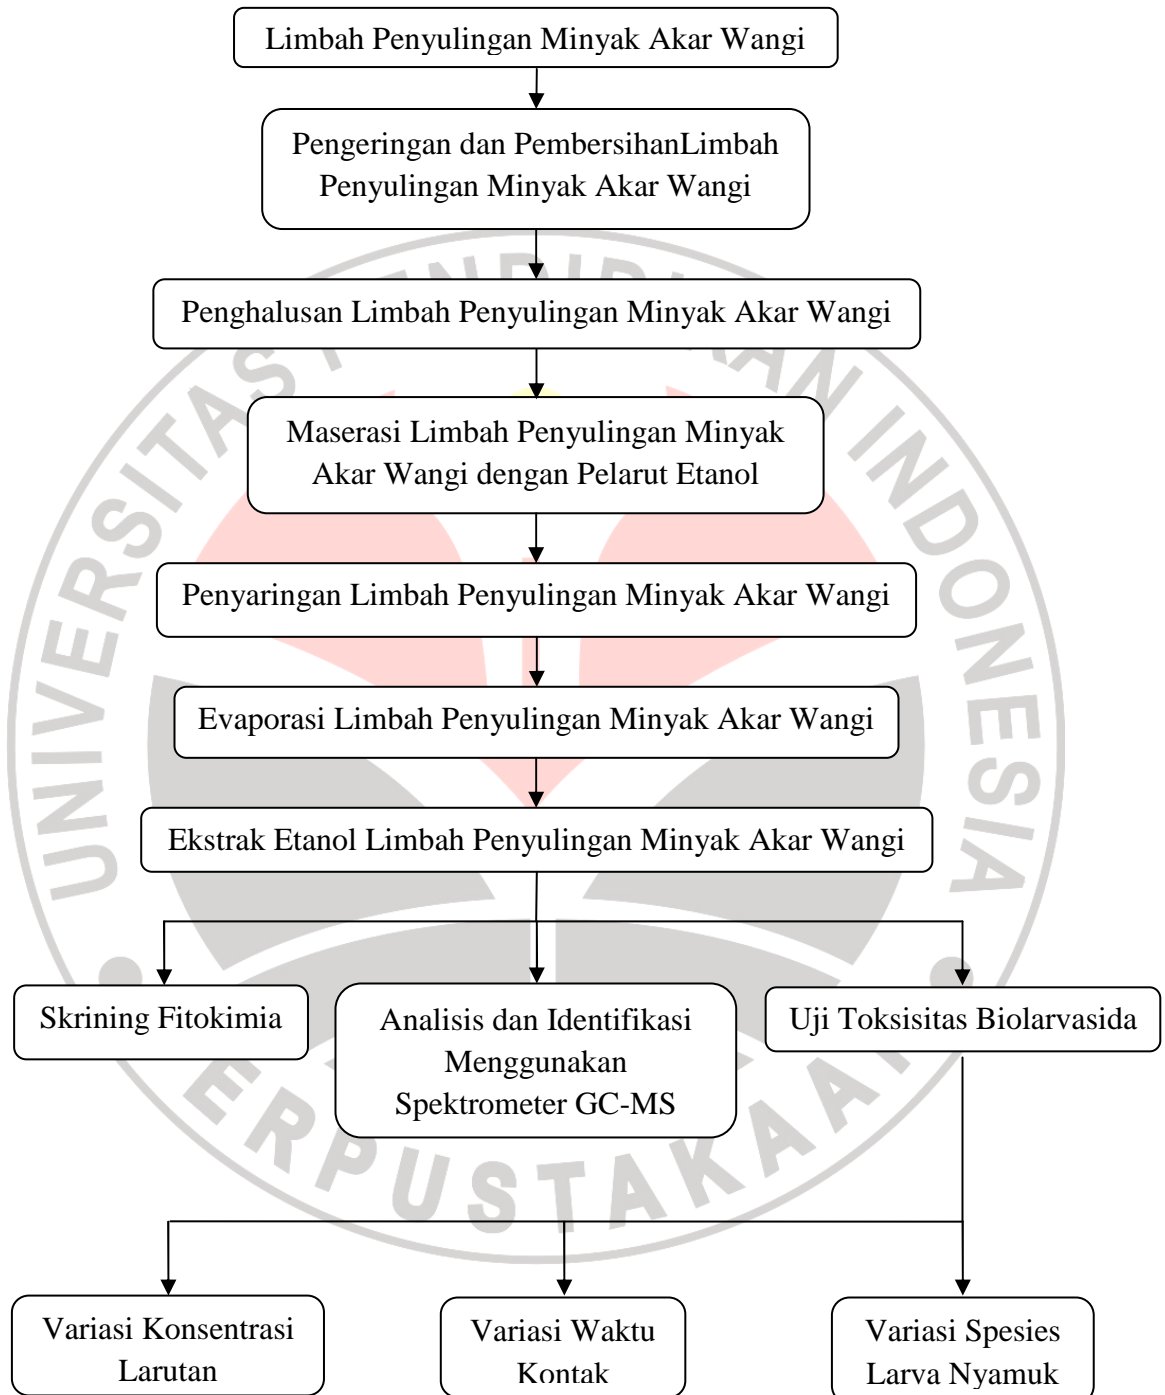 Limbah Penyulingan Minyak Akar Wangi
Pengeringan dan PembersihanLimbah
Penyulingan Minyak Akar Wangi
Penghalusan Limbah Penyulingan Minyak Akar Wangi
Maserasi Limbah Penyulingan Minyak
Akar Wangi dengan Pelarut Etanol
Penyaringan Limbah Penyulingan Minyak Akar Wangi
Evaporasi Limbah Penyulingan Minyak Akar Wangi
Ekstrak Etanol Limbah Penyulingan Minyak Akar Wangi
Skrining Fitokimia
Analisis dan Identifikasi
Menggunakan
Spektrometer GC-MS
Uji Toksisitas Biolarvasida
Variasi Konsentrasi
Larutan
Variasi Waktu
Kontak
Variasi Spesies
Larva Nyamuk
UNIVERSITAS PENDIDIKAN INDONESIA
PERPUSTAKAAN